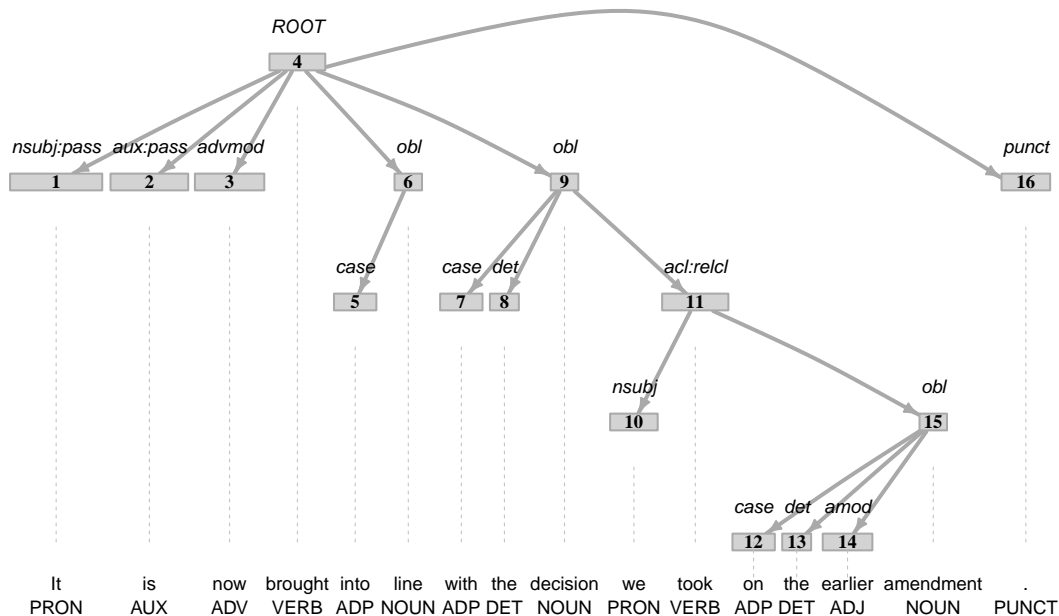 ROOT
4
nsubj:pass aux:pass advmod obl obl punct
1 2 3 6 9 16
case case det acl:relcl
5 7 8 11
nsubj obl
10 15
case det amod
12 13 14
It is now brought into line with the decision we took on the earlier amendment .
PRON AUX ADV VERB ADP NOUN ADP DET NOUN PRON VERB ADP DET ADJ NOUN PUNCT